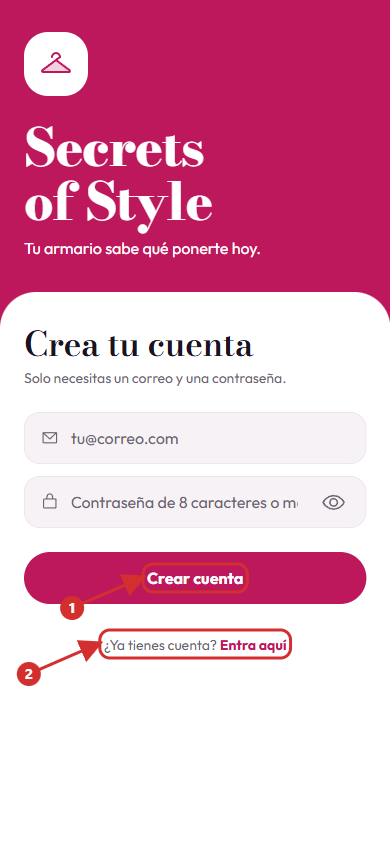 Secrets
of Style
Tu armario sabe qué ponerte hoy.
Crea tu cuenta
Solo necesitas un correo y una contraseña.
tu@correo.com
Contraseña de 8 caracteres o m
Crear cuenta
1
¿Ya tienes cuenta? Entra aquí
2